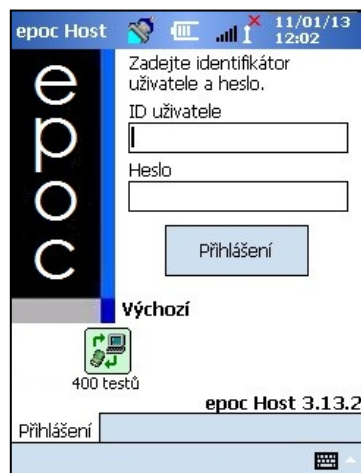 epoc Host
11/01/13
12:02
epoc
Zadejte identifikátor
uživatele a heslo.
ID uživatele
Heslo
Přihlášení
Výchozí
400 testů
epoc Host 3.13.2
Přihlášení